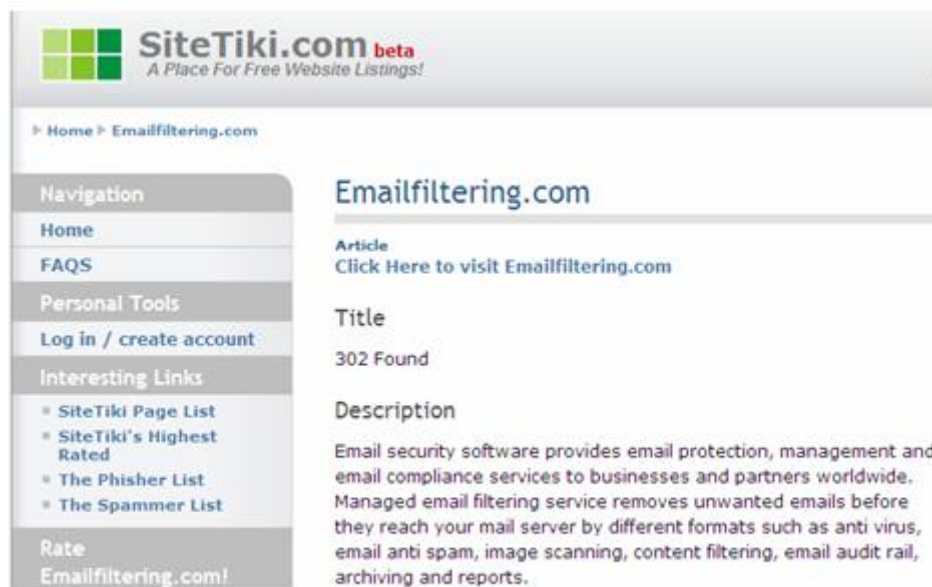 SiteTiki.com beta
A Place For Free Website Listings!
Home Emailfiltering.com
Navigation
Home
FAQS
Personal Tools
Log in / create account
Interesting Links
SiteTiki Page List
SiteTiki's Highest
Rated
The Phisher List
The Spammer List
Rate
Emailfiltering.com!
Emailfiltering.com
Article
Click Here to visit Emailfiltering.com
Title
302 Found
Description
Email security software provides email protection, management and
email compliance services to businesses and partners worldwide.
Managed email filtering service removes unwanted emails before
they reach your mail server by different formats such as anti virus,
email anti spam, image scanning, content filtering, email audit rail,
archiving and reports.